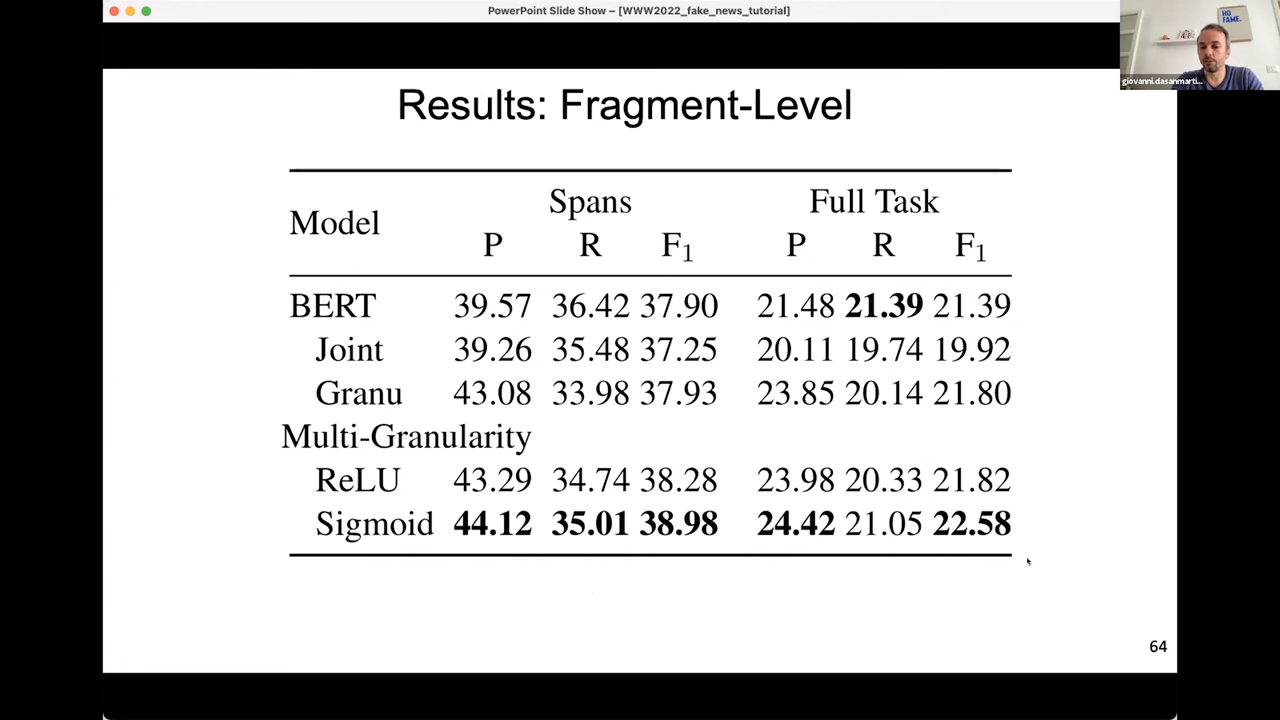 PowerPoint Slide Show – [WWW2022_fake_news_tutorial]
NO
FAME.
giovanni.dasanmarti...
Results: Fragment-Level
Spans Full Task
Model
P R F₁ P R F₁
BERT 39.57 36.42 37.90 21.48 21.39 21.39
Joint 39.26 35.48 37.25 20.11 19.74 19.92
Granu 43.08 33.98 37.93 23.85 20.14 21.80
Multi-Granularity
ReLU 43.29 34.74 38.28 23.98 20.33 21.82
Sigmoid 44.12 35.01 38.98 24.42 21.05 22.58
64